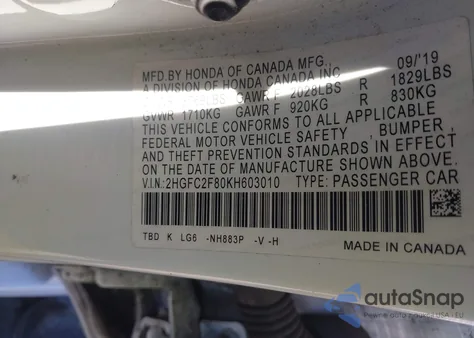 MFD.BY HONDA OF CANADA MFG., 09/'19
A DIVISION OF HONDA CANADA INC
GAWR F 2028LBS R 1829LBS
GVWR 1710KG GAWR F 920KG R 830KG
THIS VEHICLE CONFORMS TO ALL APPLICABLE
FEDERAL MOTOR VEHICLE SAFETY , BUMPER,
AND THEFT PREVENTION STANDARDS IN EFFECT
ON THE DATE OF MANUFACTURE SHOWN ABOVE.
V.I.N.: 2HGFC2F80KH603010 TYPE: PASSENGER CAR
TBD K LG6 -NH883P -V -H
MADE IN CANADA
autoSnap